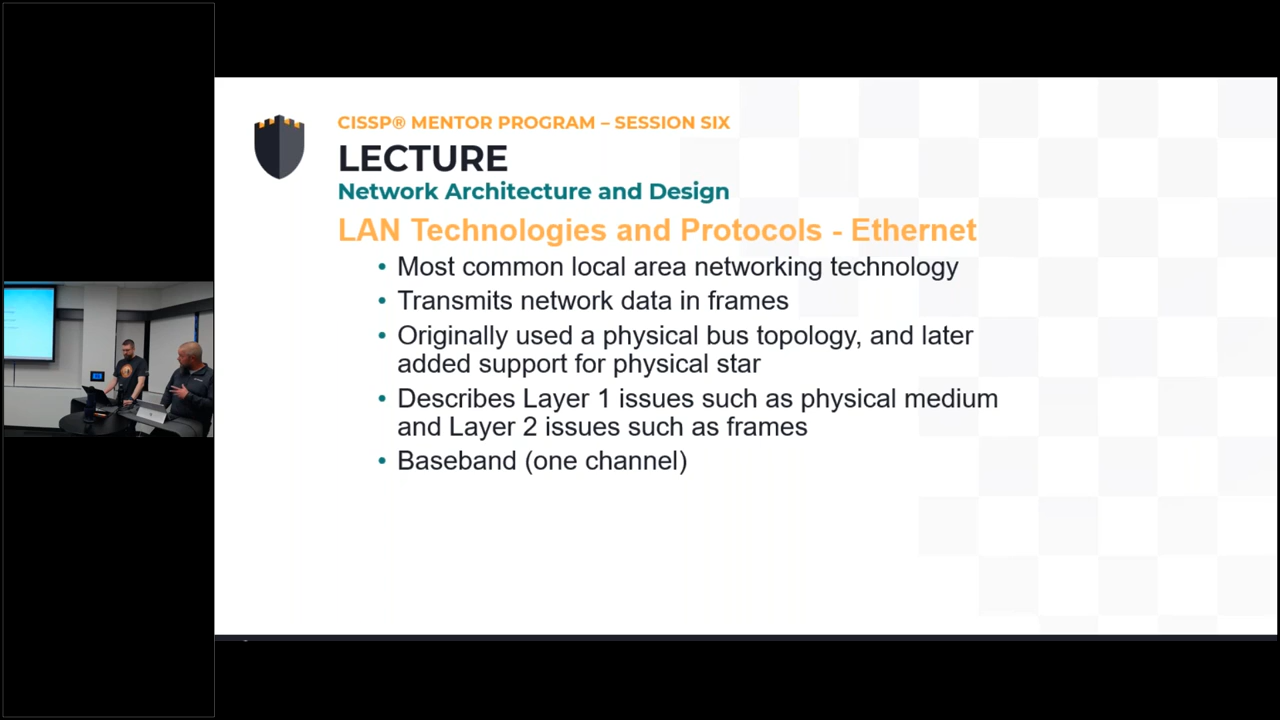 CISSP® MENTOR PROGRAM – SESSION SIX
LECTURE
Network Architecture and Design
LAN Technologies and Protocols - Ethernet
• Most common local area networking technology
• Transmits network data in frames
• Originally used a physical bus topology, and later
added support for physical star
• Describes Layer 1 issues such as physical medium
and Layer 2 issues such as frames
• Baseband (one channel)